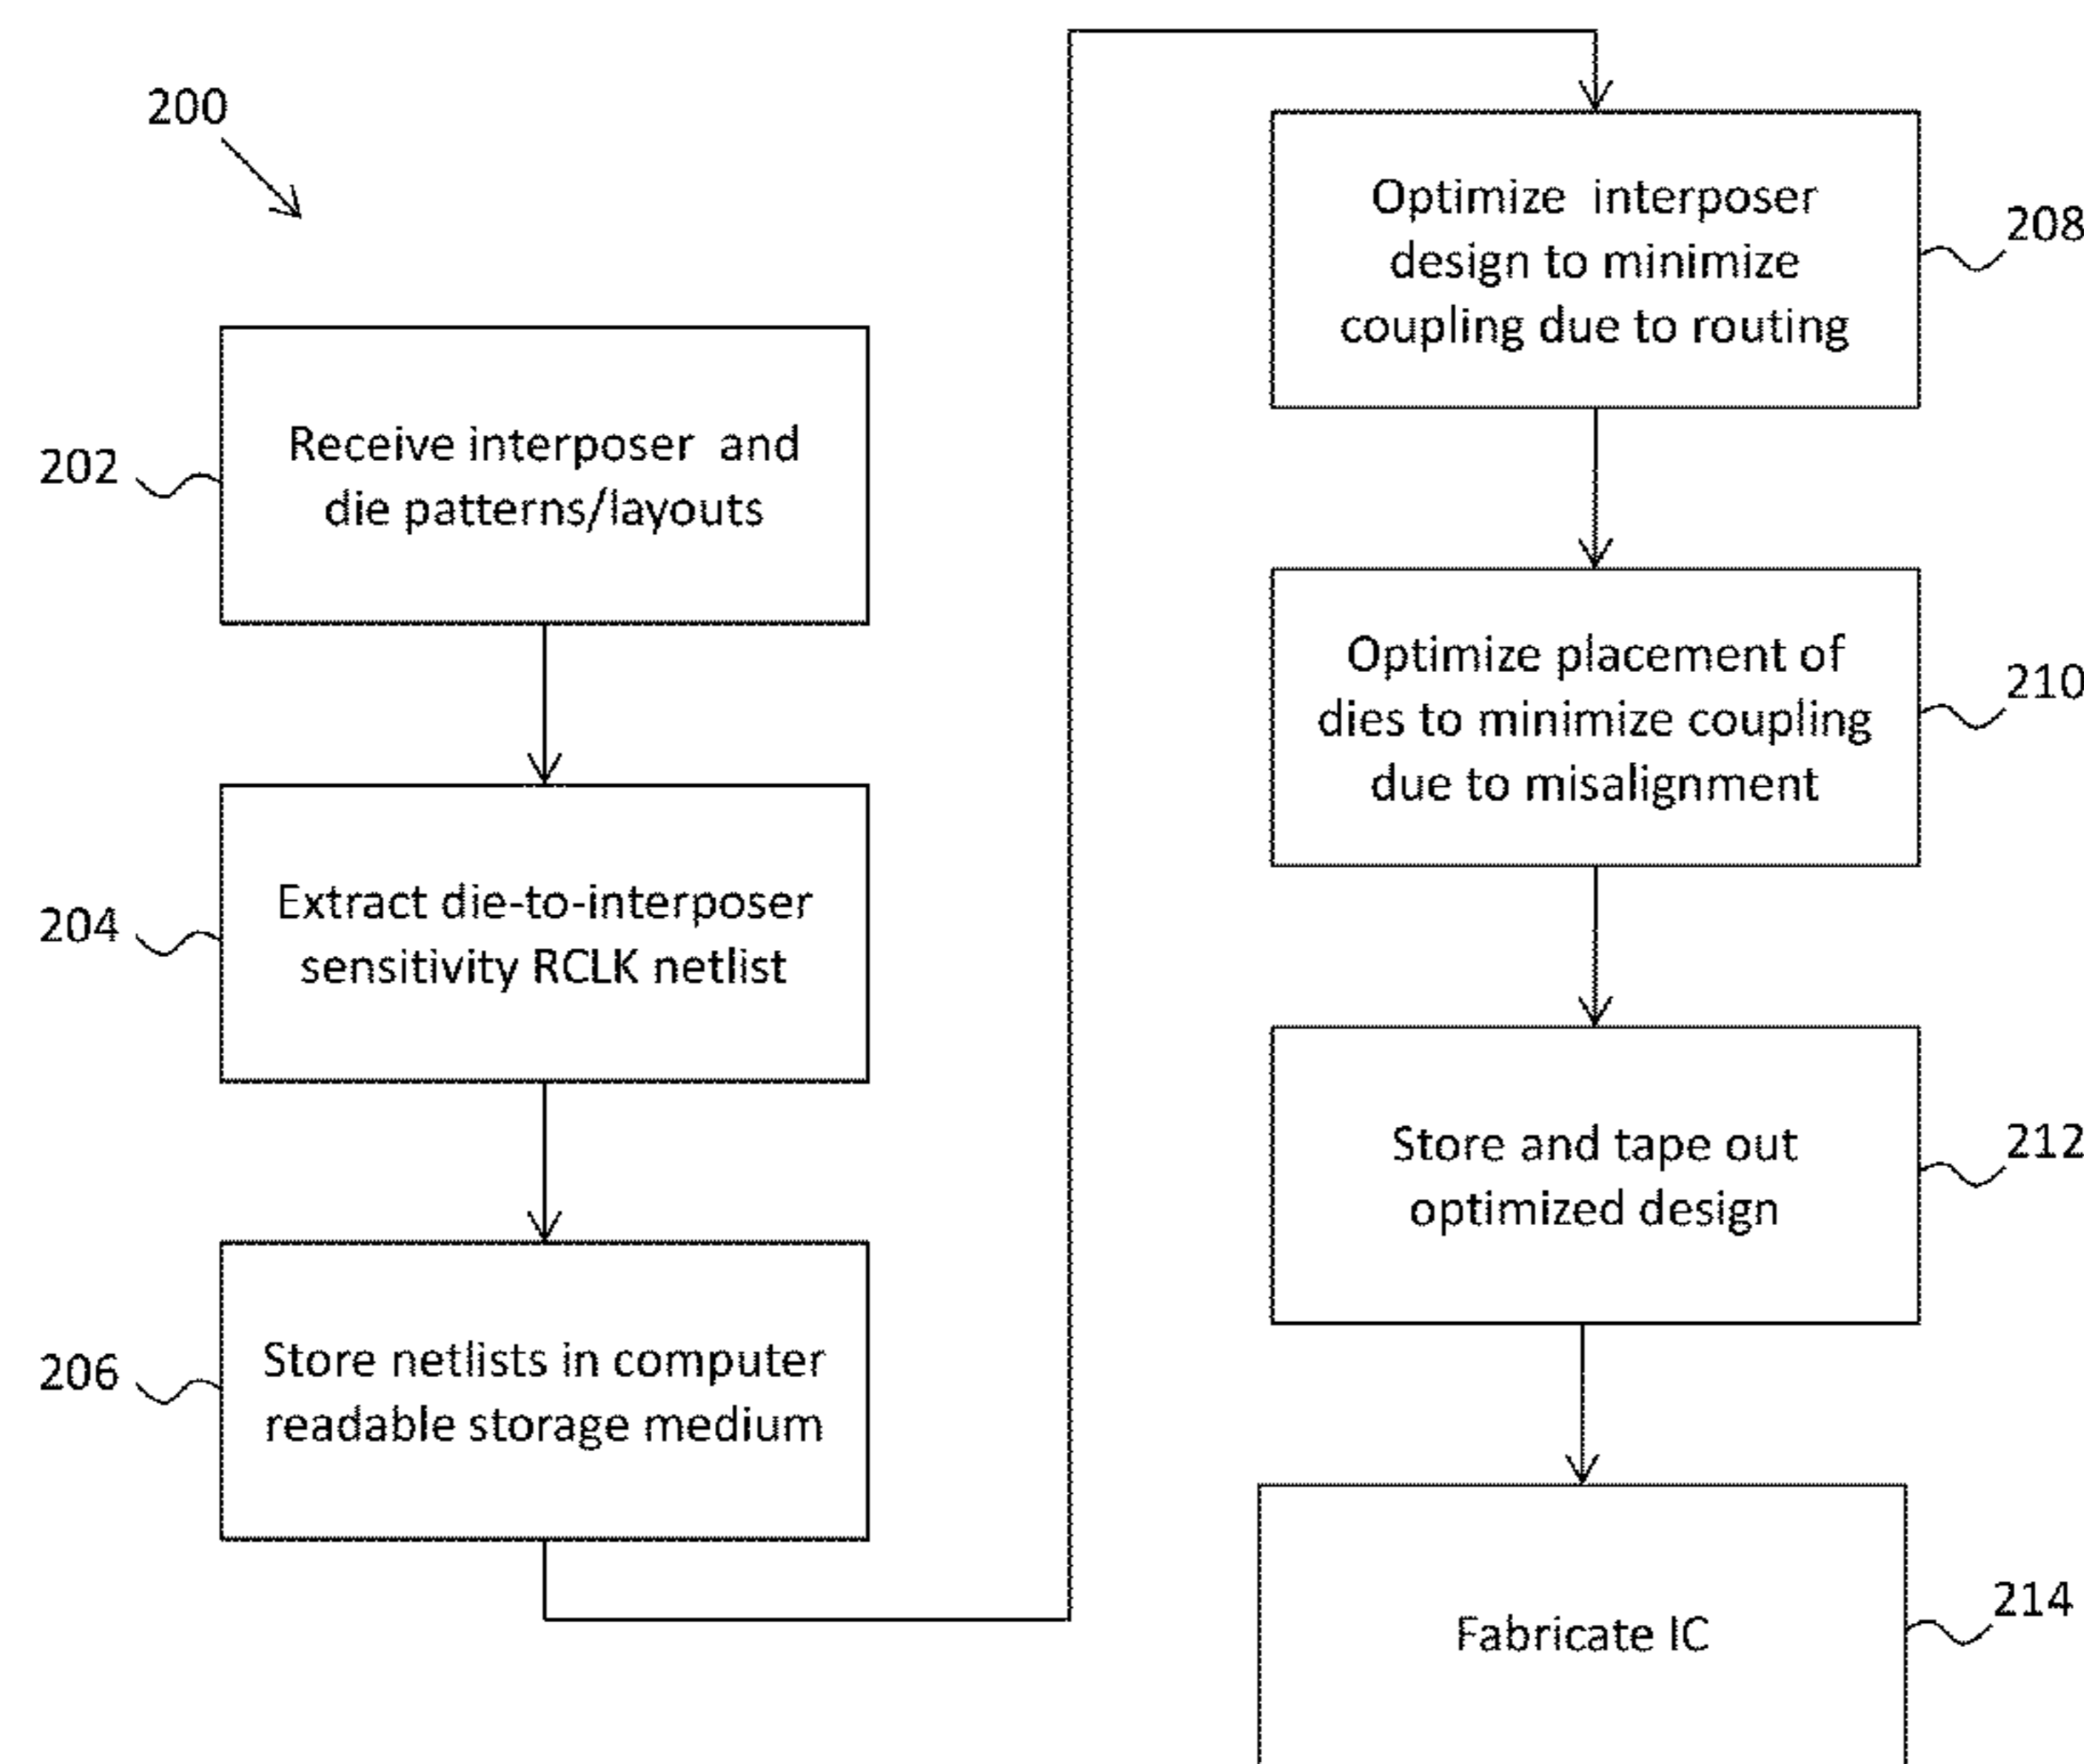 200
202
Receive interposer and
die patterns/layouts
204
Extract die-to-interposer
sensitivity RCLK netlist
206
Store netlists in computer
readable storage medium
Optimize interposer
design to minimize
coupling due to routing
208
Optimize placement of
dies to minimize coupling
due to misalignment
210
Store and tape out
optimized design
212
Fabricate IC
214